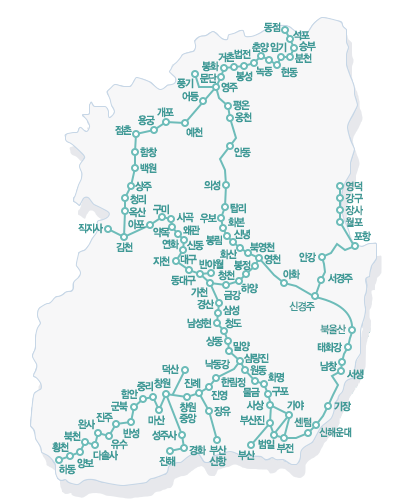 동점
석포
승부
분천
현동
녹동
임기
춘양
법전
거촌
봉성
봉화
문단
풍기
영주
어등
개포
용궁
점촌
예천
평온
옹천
안동
함창
백원
상주
청리
옥산
의성
탑리
우보
화본
신녕
봉림
화산
북영천
영천
봉정
하양
금강
청천
반야월
대구
동대구
가천
경산
삼성
남성현
청도
상동
밀양
직지사
김천
아포
구미
사곡
약목
왜관
연화
신동
지천
영덕
강구
장사
월포
포항
안강
서경주
아화
신경주
북울산
태화강
남창
서생
기장
신해운대
센텀
가야
부전
범일
부산
부산진
사상
구포
물금
화명
원동
삼랑진
낙동강
한림정
진영
진례
장유
부산
신항
덕산
창원
창원
중앙
성주사
경화
진해
마산
중리
함안
군북
반성
진주
유수
완사
다솔사
북천
양보
황천
하동